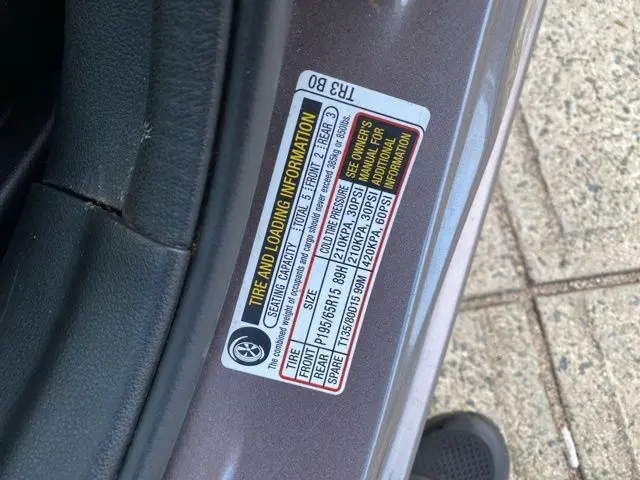 TIRE AND LOADING INFORMATION TR3 B0
SEATING CAPACITY TOTAL 5 FRONT 2 REAR 3
The combined weight of occupants and cargo should never exceed 385kg or 850lbs.
TIRE SIZE COLD TIRE PRESSURE
FRONT P195/65R15 89H 210KPA, 30PSI
REAR 210KPA, 30PSI
SPARE T135/80D15 99M 420KPA, 60PSI
SEE OWNER'S
MANUAL FOR
ADDITIONAL
INFORMATION